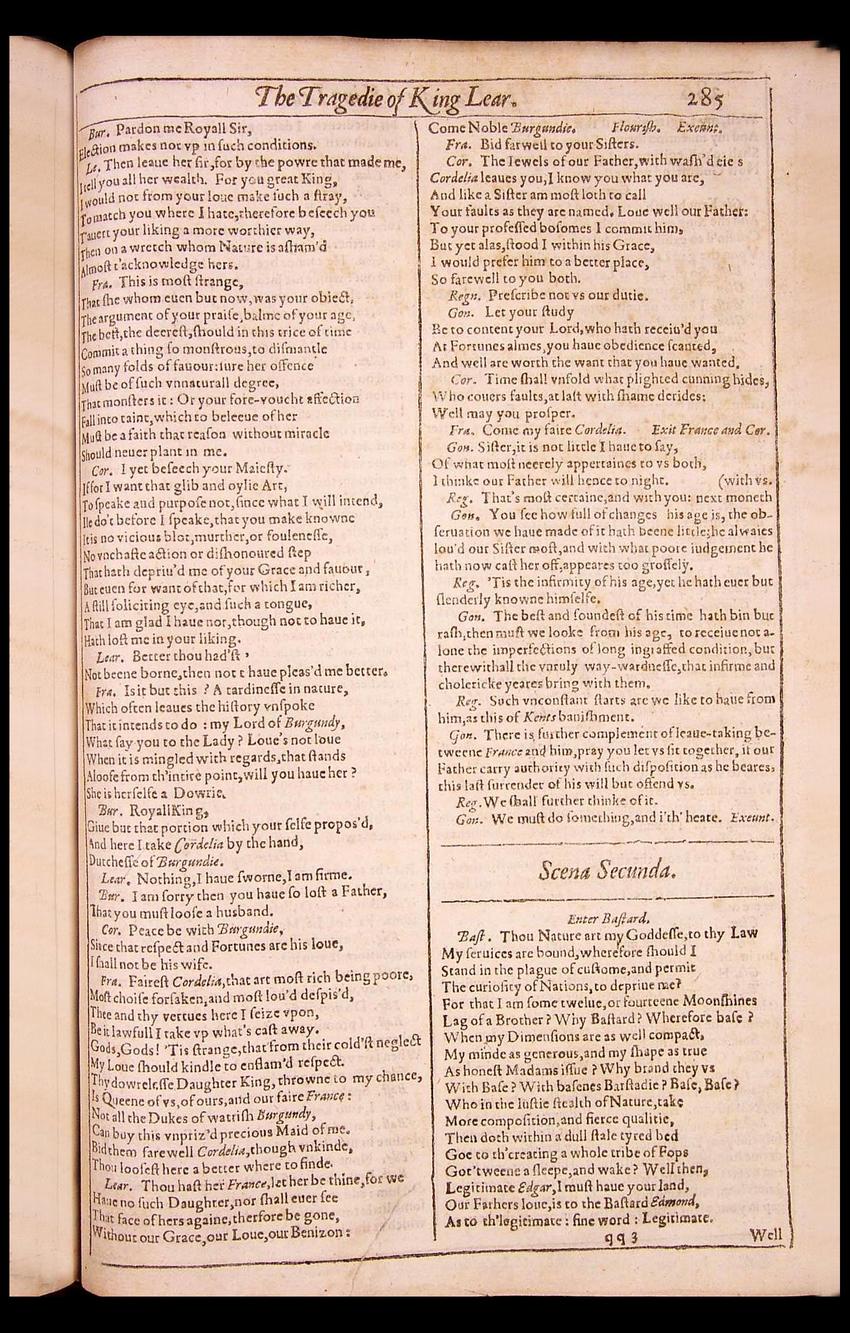 The Tragedie of King Lear. 285
Bur. Pardon me Royall Sir,
Election makes not vp in such conditions.
Le. Then leaue her sir, for by the powre that made me,
I tell you all her wealth. For you great King,
I would not from your loue make such a stray,
To match you where I hate, therefore beseech you
T'auert your liking a more worthier way,
Then on a wretch whom Nature is asham'd
Almost t'acknowledge hers.
Fra. This is most strange,
That she whom euen but now, was your obiect,
The argument of your praise, balme of your age,
The best, the deerest, should in this trice of time
Commit a thing so monstrous, to dismantle
So many folds of fauour: sure her offence
Must be of such vnnaturall degree,
That monsters it: Or your fore-voucht affection
Fall into taint, which to beleeue of her
Must be a faith that reason without miracle
Should neuer plant in me.
Cor. I yet beseech your Maiesty.
If for I want that glib and oylie Art,
To speake and purpose not, since what I will intend,
Ile do't before I speake, that you make knowne
It is no vicious blot, murther, or foulenesse,
No vnchaste action or dishonoured step
That hath depriu'd me of your Grace and fauour,
But euen for want of that, for which I am richer,
A still soliciting eye, and such a tongue,
That I am glad I haue not, though not to haue it,
Hath lost me in your liking.
Lear. Better thou had'st,
Not beene borne, then not t haue pleas'd me better.
Fra. Is it but this? A tardinesse in nature,
Which often leaues the history vnspoke
That it intends to do: my Lord of Burgundy,
What say you to the Lady? Loue's not loue
When it is mingled with regards, that stands
Aloofe from th'intire point, will you haue her?
She is herselfe a Dowrie.
Bur. Royall King,
Giue but that portion which your selfe propos'd,
And here I take Cordelia by the hand,
Dutchesse of Burgundie.
Lear. Nothing, I haue sworne, I am firme.
Bur. I am sorry then you haue so lost a Father,
That you must loose a husband.
Cor. Peace be with Burgundie,
Since that respect and Fortunes are his loue,
I shall not be his wife.
Fra. Fairest Cordelia, that art most rich being poore,
Most choise forsaken, and most lou'd despis'd,
Thee and thy vertues here I seize vpon,
Be it lawfull I take vp what's cast away.
Gods, Gods! 'Tis strange, that from their cold'st neglect
My Loue should kindle to enflam'd respect.
Thy dowrelesse Daughter King, throwne to my chance,
Is Queene of vs, of ours, and our faire France:
Not all the Dukes of watrish Burgundy,
Can buy this vnpriz'd precious Maid of me.
Bid them farewell Cordelia, though vnkinde,
Thou loosest here a better where to finde.
Lear. Thou hast her France, let her be thine, for we
Haue no such Daughter, nor shall euer see
That face of hers againe, therfore be gone,
Without our Grace, our Loue, our Benizon:
Come Noble Burgundie. Flourish. Exeunt.
Fra. Bid farwell to your Sisters.
Cor. The Iewels of our Father, with wash'd eie s
Cordelia leaues you, I know you what you are,
And like a Sister am most loth to call
Your faults as they are named. Loue well our Father:
To your professed bosomes I commit him,
But yet alas, stood I within his Grace,
I would prefer him to a better place,
So farewell to you both.
Regn. Prescribe not vs our dutie.
Gon. Let your study
Be to content your Lord, who hath receiu'd you
At Fortunes almes, you haue obedience scanted,
And well are worth the want that you haue wanted.
Cor. Time shall vnfold what plighted cunning hides,
Who couers faults, at last with shame derides:
Well may you prosper.
Fra. Come my faire Cordelia. Exit France and Cor.
Gon. Sister, it is not little I haue to say,
Of what most neerely appertaines to vs both,
I thinke our Father will hence to night. (with vs.
Reg. That's most certaine, and with you: next moneth
Gon. You see how full of changes his age is, the ob-
seruation we haue made of it hath beene little; he alwaies
lou'd our Sister most, and with what poore iudgement he
hath now cast her off, appeares too grossely.
Reg. 'Tis the infirmity of his age, yet he hath euer but
slenderly knowne himselfe.
Gon. The best and soundest of his time hath bin but
rash, then must we looke from his age, to receiue not a-
lone the imperfections of long ingraffed condition, but
therewithall the vnruly way-wardnesse, that infirme and
cholericke yeares bring with them.
Reg. Such vnconstant starts are we like to haue from
him, as this of Kents banishment.
Gon. There is further complement of leaue-taking be-
tweene France and him, pray you let vs sit together, if our
Father carry authority with such disposition as he beares,
this last surrender of his will but offend vs.
Reg. We shall further thinke of it.
Gon. We must do something, and i'th' heate. Exeunt.
Scena Secunda.
Enter Bastard.
Bast. Thou Nature art my Goddesse, to thy Law
My seruices are bound, wherefore should I
Stand in the plague of custome, and permit
The curiosity of Nations, to depriue me?
For that I am some twelue, or fourteene Moonshines
Lag of a Brother? Why Bastard? Wherefore base?
When my Dimensions are as well compact,
My minde as generous, and my shape as true
As honest Madams issue? Why brand they vs
With Base? With basenes Barstadie? Base, Base?
Who in the lustie stealth of Nature, take
More composition, and fierce qualitie,
Then doth within a dull stale tyred bed
Goe to th'creating a whole tribe of Fops
Got 'tweene a sleepe, and wake? Well then,
Legitimate Edgar, I must haue your land,
Our Fathers loue, is to the Bastard Edmond,
As to th'legitimate: fine word: Legitimate.
qq3 Well